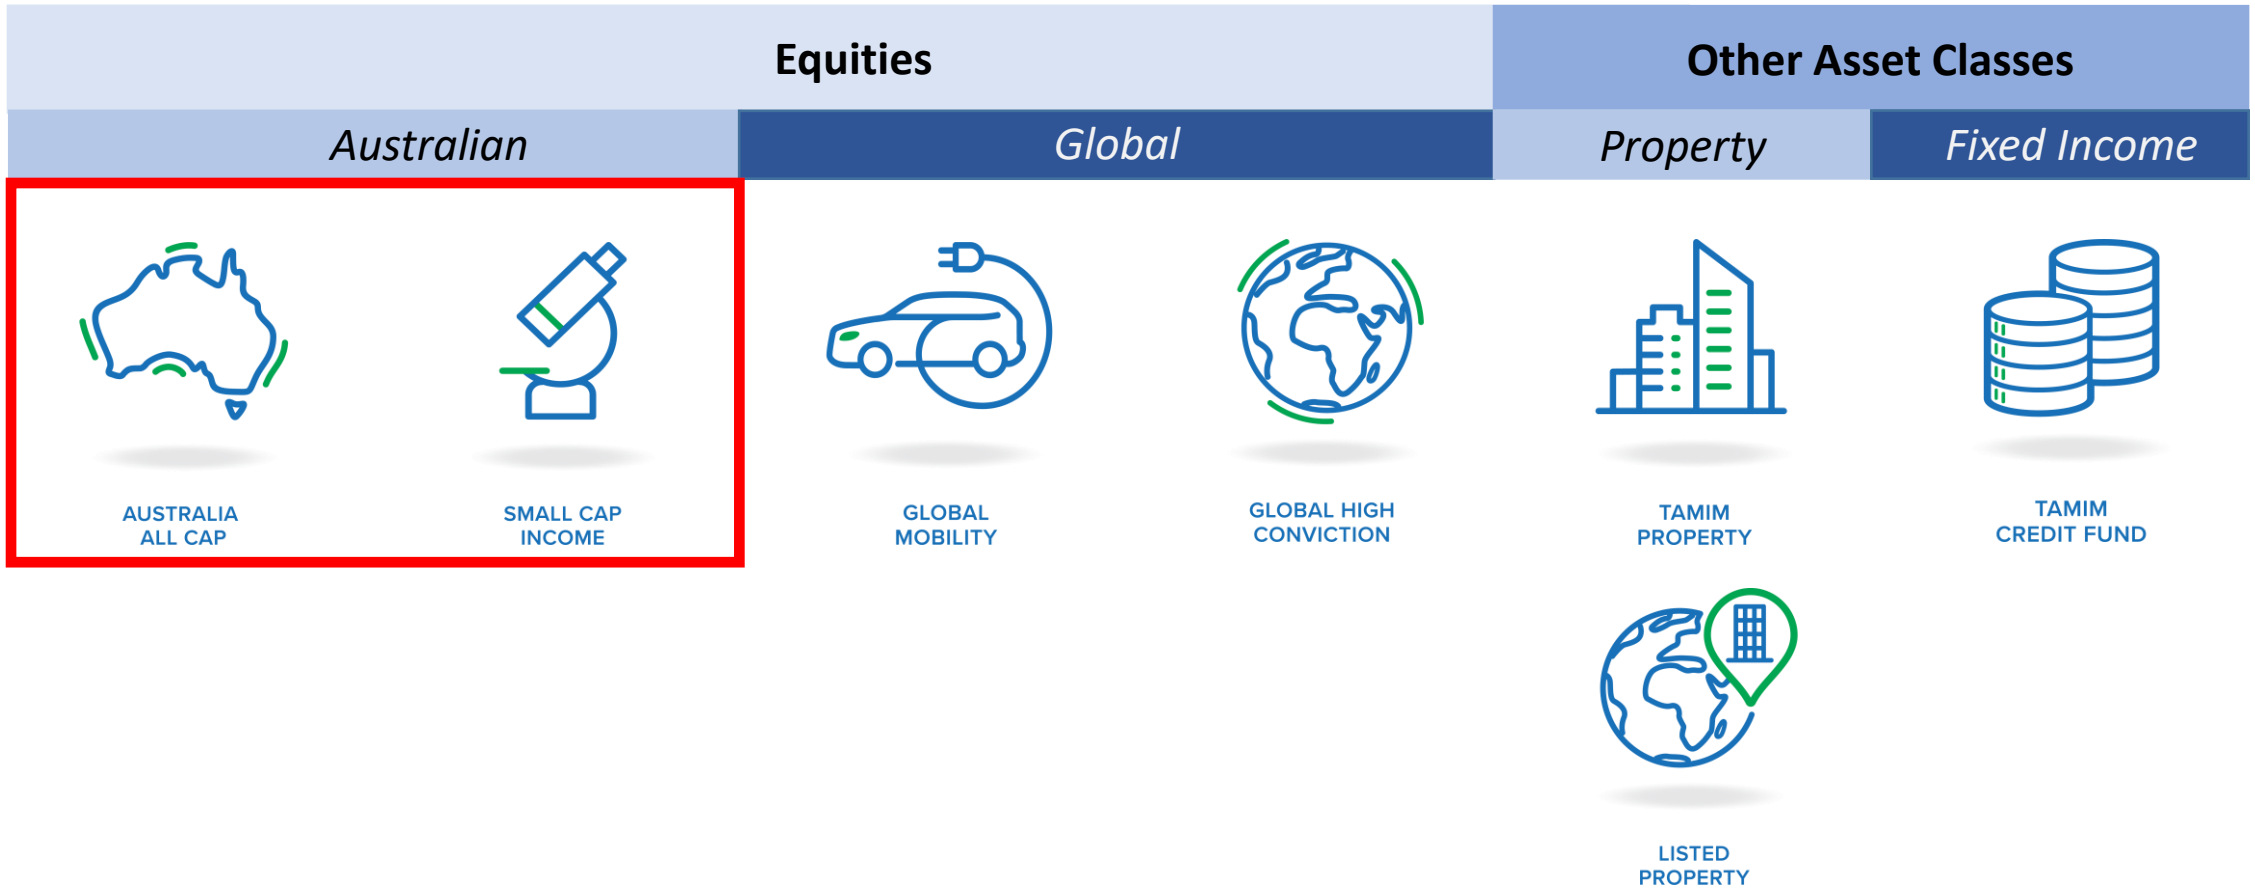 Equities
Other Asset Classes
Australian
Global
Property
Fixed Income
AUSTRALIA
ALL CAP
SMALL CAP
INCOME
GLOBAL
MOBILITY
GLOBAL HIGH
CONVICTION
TAMIM
PROPERTY
TAMIM
CREDIT FUND
LISTED
PROPERTY